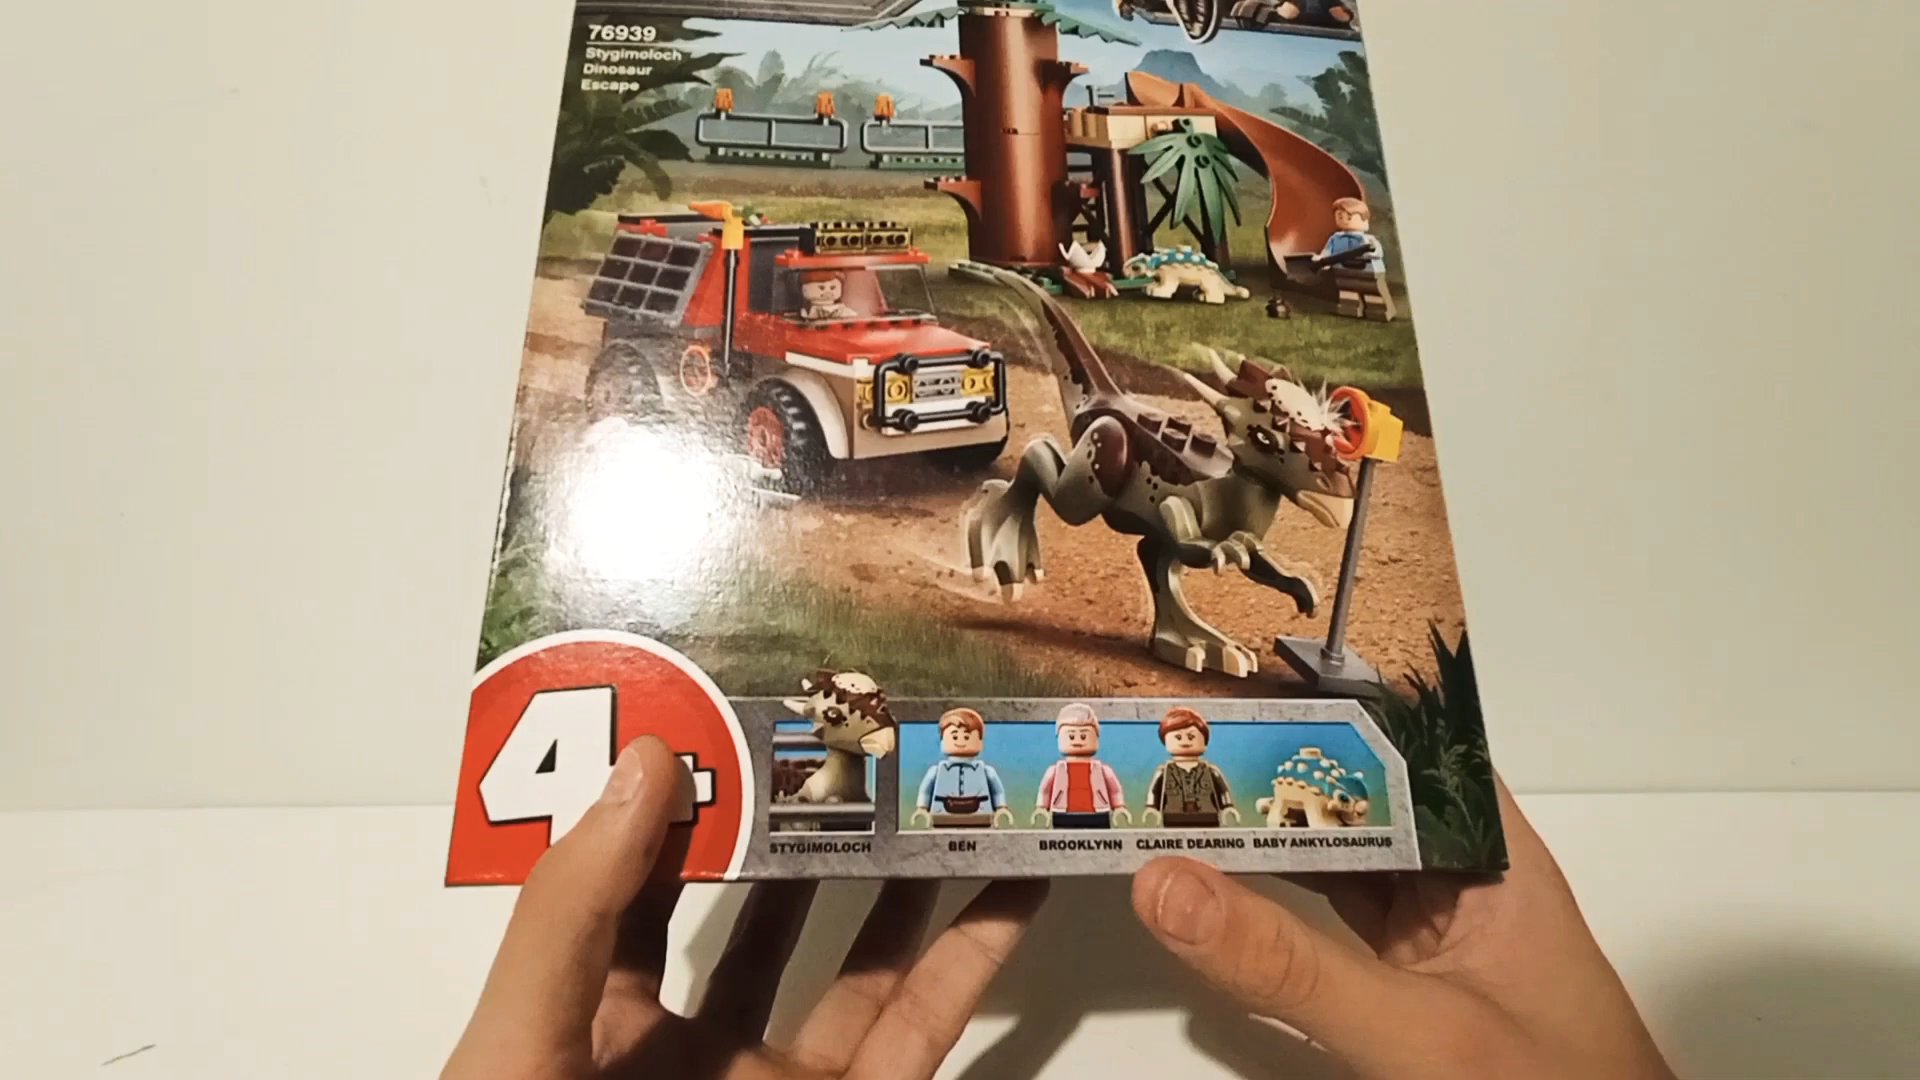 76939
Stygimoloch
Dinosaur
Escape
4+
STYGIMOLOCH
BEN
BROOKLYNN
CLAIRE DEARING
BABY ANKYLOSAURUS